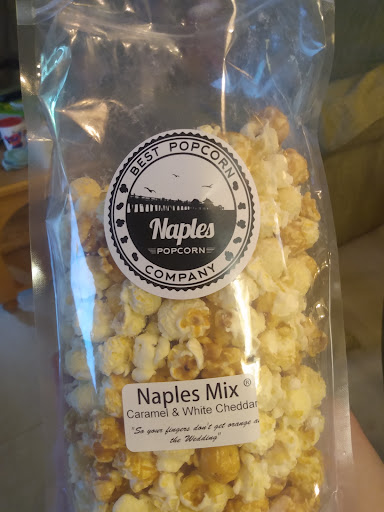 BEST POPCORN
Naples
POPCORN
COMPANY
Naples Mix ®
Caramel & White Cheddar
"So your fingers don't get orange
the Wedding"